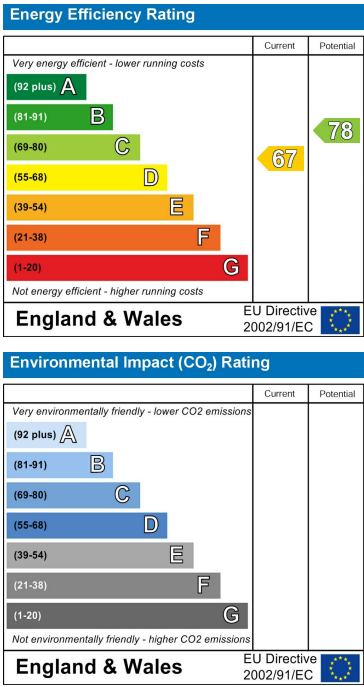 Energy Efficiency Rating
Current Potential
Very energy efficient - lower running costs
(92 plus) A
(81-91) B
(69-80) C
(55-68) D
(39-54) E
(21-38) F
(1-20) G
67
78
Not energy efficient - higher running costs
England & Wales
EU Directive
2002/91/EC
Environmental Impact (CO₂) Rating
Current Potential
Very environmentally friendly - lower CO2 emissions
(92 plus) A
(81-91) B
(69-80) C
(55-68) D
(39-54) E
(21-38) F
(1-20) G
Not environmentally friendly - higher CO2 emissions
England & Wales
EU Directive
2002/91/EC